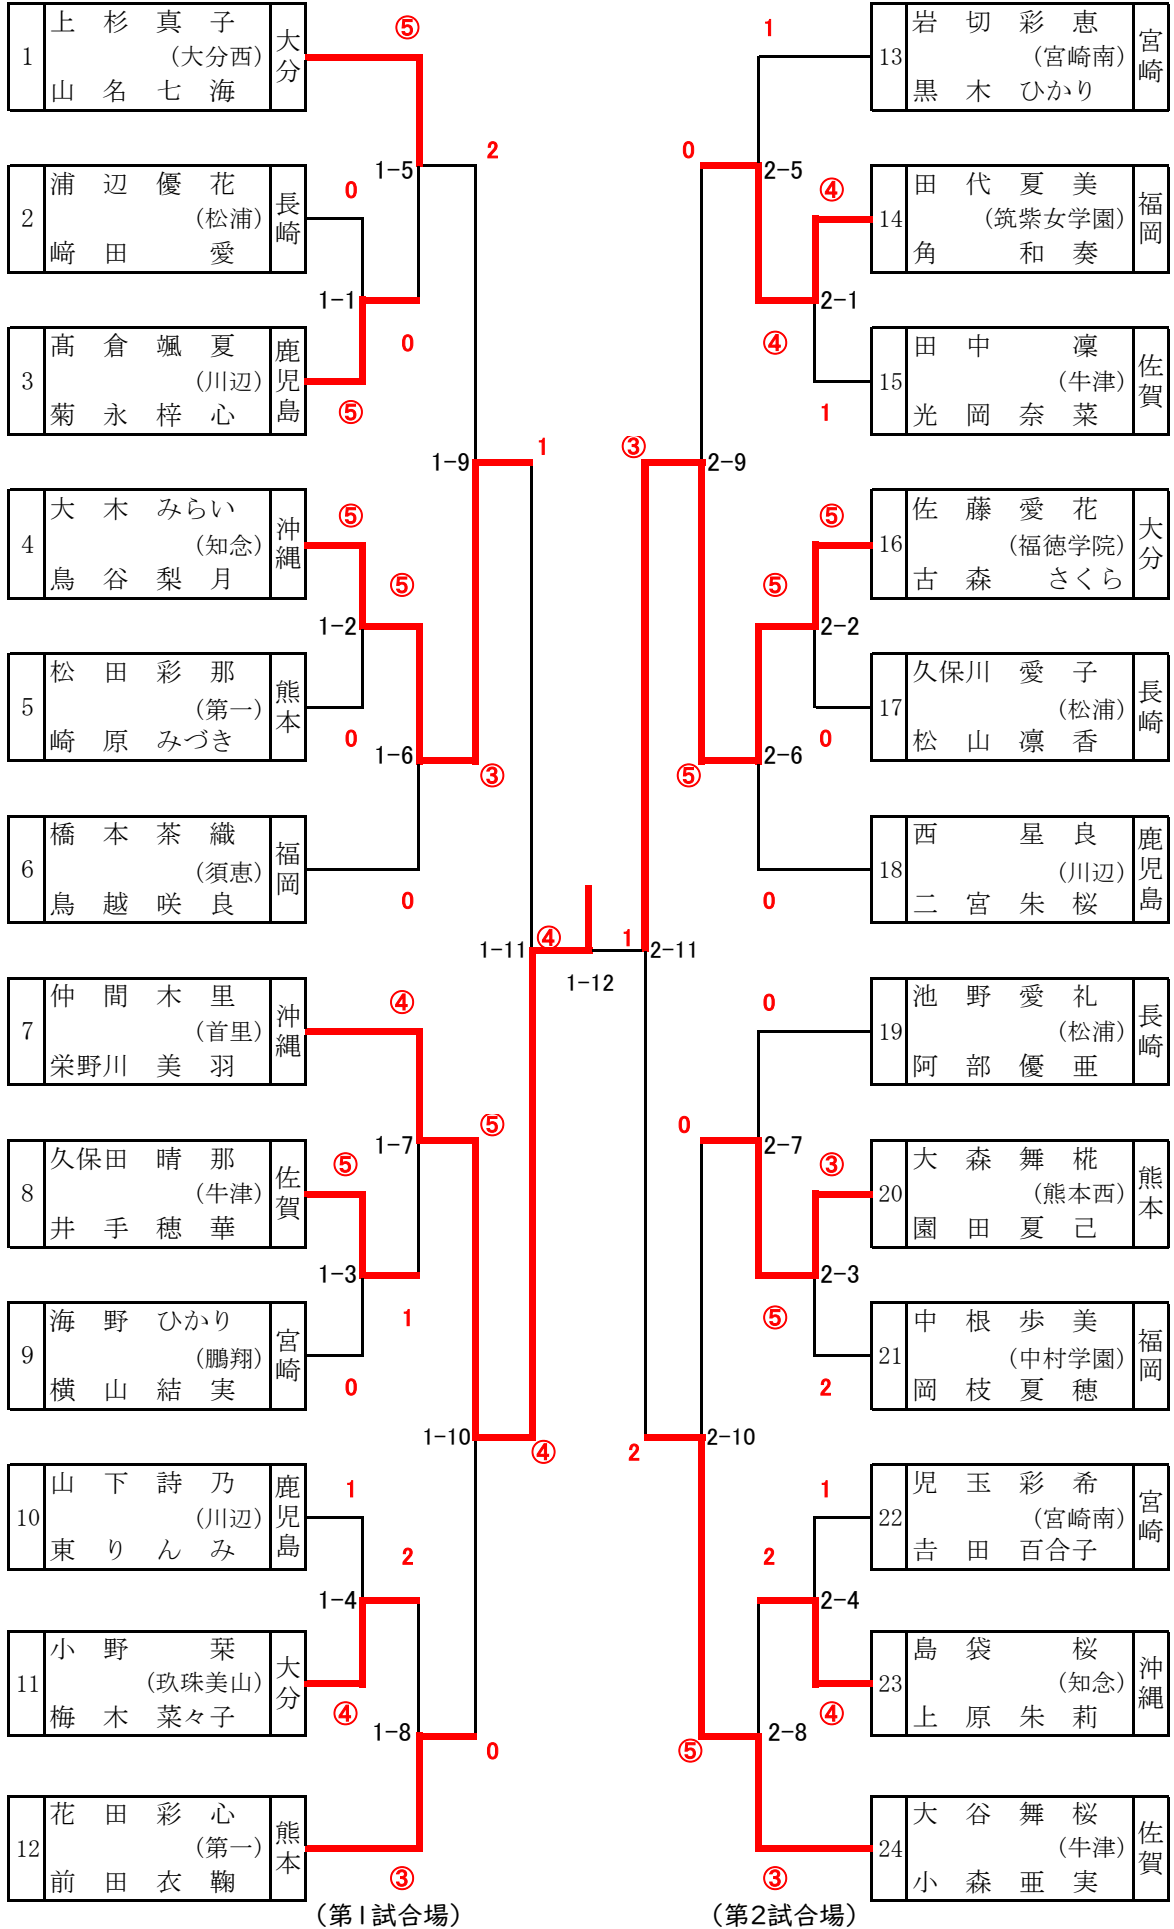 1
上杉真子
(大分西)
山名七海
大分
2
浦辺優花
(松浦)
﨑田愛
長崎
3
髙倉颯夏
(川辺)
菊永梓心
鹿児島
4
大木みらい
(知念)
鳥谷梨月
沖縄
5
松田彩那
(第一)
崎原みづき
熊本
6
橋本茶織
(須恵)
鳥越咲良
福岡
7
仲間木里
(首里)
栄野川美羽
沖縄
8
久保田晴那
(牛津)
井手穂華
佐賀
9
海野ひかり
(鵬翔)
横山結実
宮崎
10
山下詩乃
(川辺)
東りんみ
鹿児島
11
小野栞
(玖珠美山)
梅木菜々子
大分
12
花田彩心
(第一)
前田衣鞠
熊本
⑤
1-5
2
0
1-1
0
⑤
1-9
1
⑤
⑤
1-2
0
1-6
③
0
1-11
④
1-12
1
④
1-7
⑤
⑤
1-3
1
0
1-10
④
1
2
1-4
④
1-8
0
③
(第1試合場)
1
0
2-5
④
2-1
④
1
③
2-9
⑤
⑤
2-2
0
⑤
2-6
0
2-11
0
0
2-7
③
2-3
⑤
2
2
2-10
1
2
2-4
④
⑤
2-8
③
(第2試合場)
13
岩切彩恵
(宮崎南)
黒木ひかり
宮崎
14
田代夏美
(筑紫女学園)
角和奏
福岡
15
田中凜
(牛津)
光岡奈菜
佐賀
16
佐藤愛花
(福徳学院)
古森さくら
大分
17
久保川愛子
(松浦)
松山凛香
長崎
18
西星良
(川辺)
二宮朱桜
鹿児島
19
池野愛礼
(松浦)
阿部優亜
長崎
20
大森舞椛
(熊本西)
園田夏己
熊本
21
中根歩美
(中村学園)
岡枝夏穂
福岡
22
児玉彩希
(宮崎南)
𠮷田百合子
宮崎
23
島袋桜
(知念)
上原朱莉
沖縄
24
大谷舞桜
(牛津)
小森亜実
佐賀